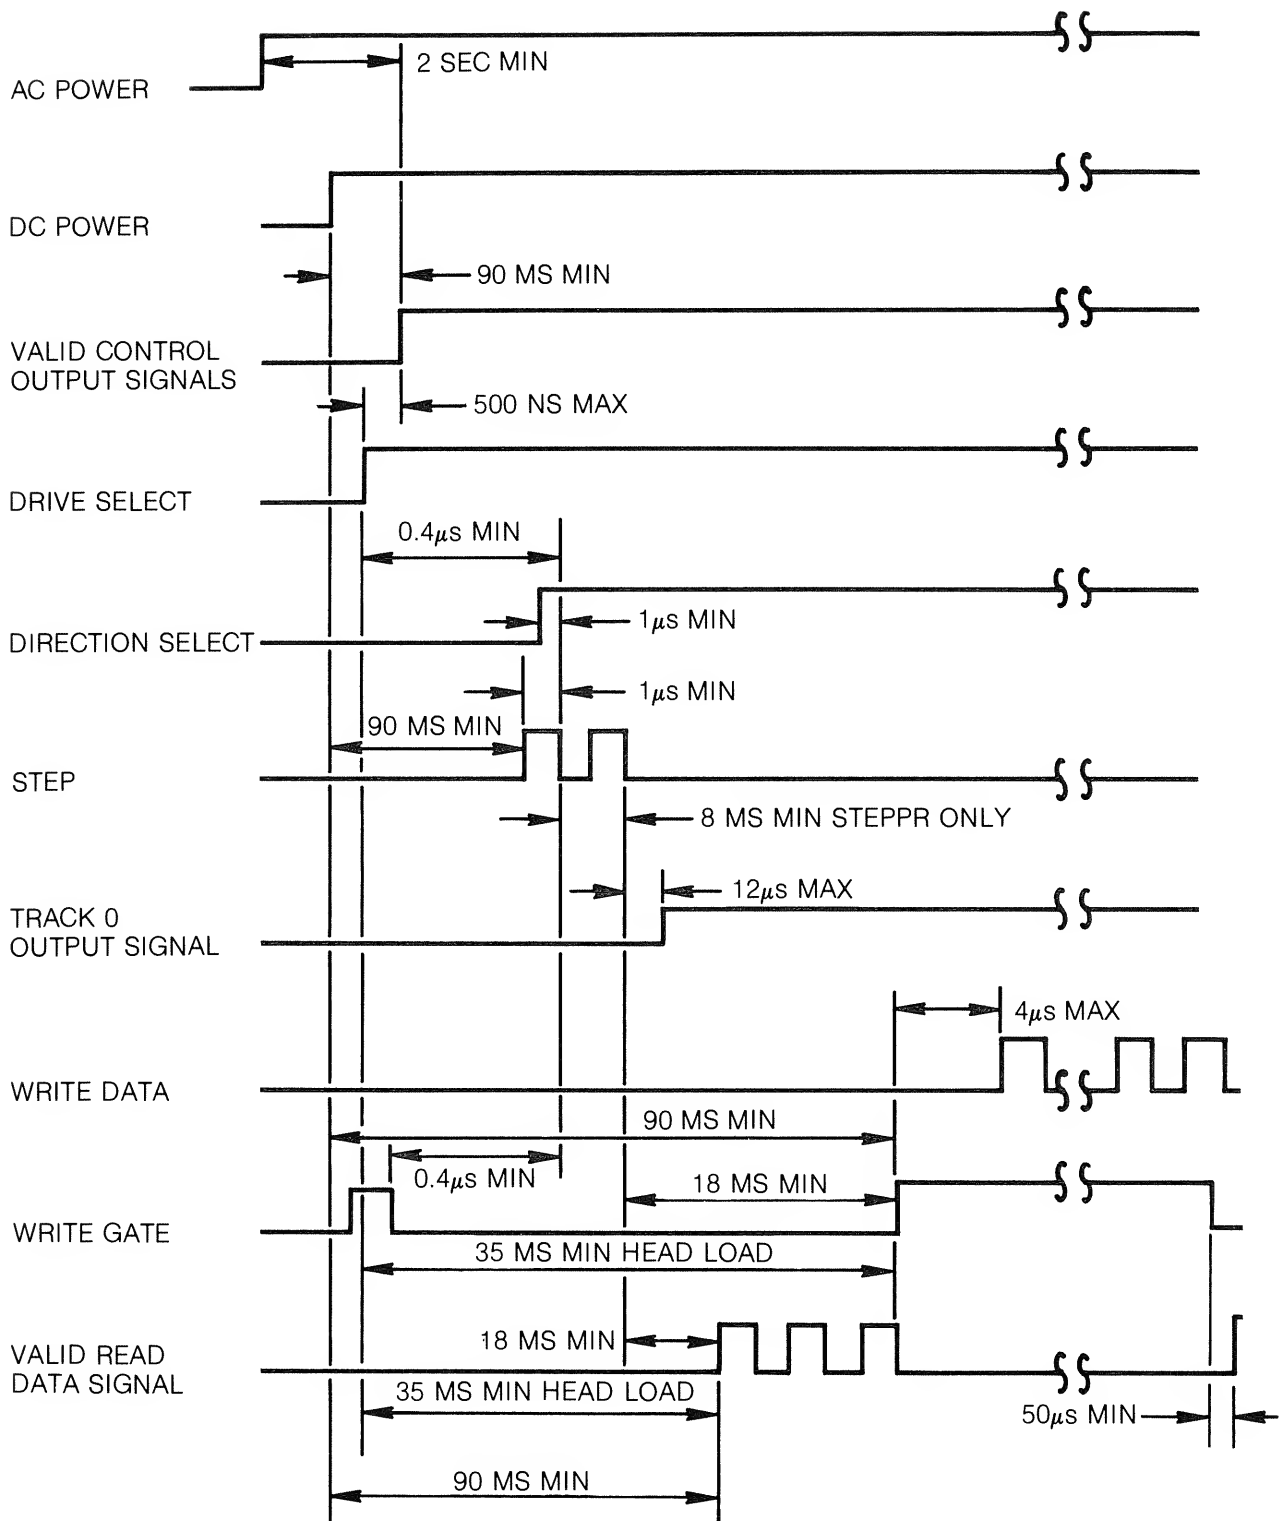 2 SEC MIN
AC POWER
DC POWER
90 MS MIN
VALID CONTROL
OUTPUT SIGNALS
500 NS MAX
DRIVE SELECT
0.4μs MIN
1μs MIN
DIRECTION SELECT
1μs MIN
90 MS MIN
STEP
8 MS MIN STEPPR ONLY
12μs MAX
TRACK 0
OUTPUT SIGNAL
4μs MAX
WRITE DATA
90 MS MIN
0.4μs MIN
18 MS MIN
WRITE GATE
35 MS MIN HEAD LOAD
18 MS MIN
VALID READ
DATA SIGNAL
35 MS MIN HEAD LOAD
50μs MIN
90 MS MIN